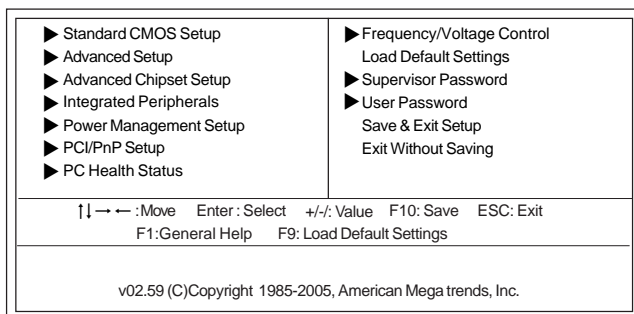 ▶ Standard CMOS Setup
▶ Advanced Setup
▶ Advanced Chipset Setup
▶ Integrated Peripherals
▶ Power Management Setup
▶ PCI/PnP Setup
▶ PC Health Status
▶ Frequency/Voltage Control
Load Default Settings
▶ Supervisor Password
▶ User Password
Save & Exit Setup
Exit Without Saving
↑↓→← :Move Enter : Select +/-/: Value F10: Save ESC: Exit
F1:General Help F9: Load Default Settings
v02.59 (C)Copyright 1985-2005, American Mega trends, Inc.